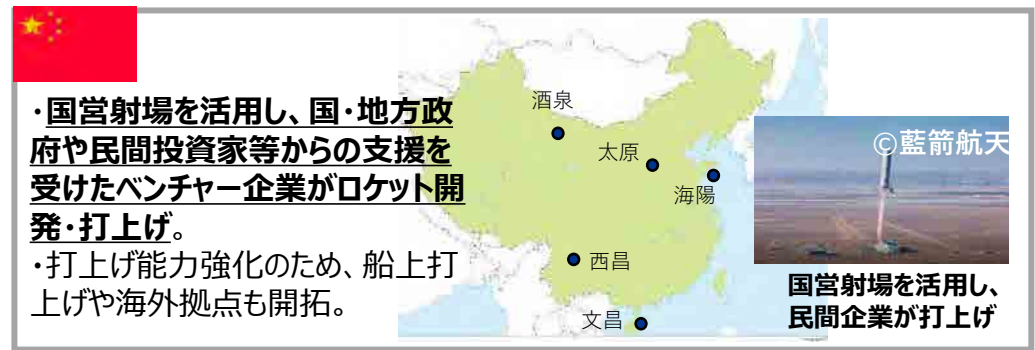 ・国営射場を活用し、国・地方政
府や民間投資家等からの支援を
受けたベンチャー企業がロケット開
発・打上げ。
・打上げ能力強化のため、船上打
上げや海外拠点も開拓。
酒泉
太原
海陽
西昌
文昌
©藍箭航天
国営射場を活用し、
民間企業が打上げ